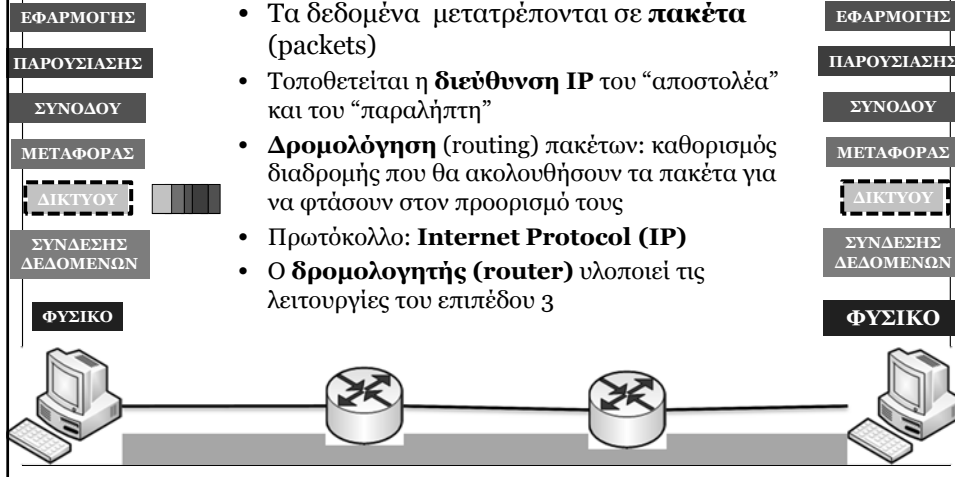 ΕΦΑΡΜΟΓΗΣ
ΠΑΡΟΥΣΙΑΣΗΣ
ΣΥΝΟΔΟΥ
ΜΕΤΑΦΟΡΑΣ
ΔΙΚΤΥΟΥ
ΣΥΝΔΕΣΗΣ
ΔΕΔΟΜΕΝΩΝ
ΦΥΣΙΚΟ
• Τα δεδομένα μετατρέπονται σε πακέτα
(packets)
• Τοποθετείται η διεύθυνση IP του “αποστολέα”
και του “παραλήπτη”
• Δρομολόγηση (routing) πακέτων: καθορισμός
διαδρομής που θα ακολουθήσουν τα πακέτα για
να φτάσουν στον προορισμό τους
• Πρωτόκολλο: Internet Protocol (IP)
• Ο δρομολογητής (router) υλοποιεί τις
λειτουργίες του επιπέδου 3
ΕΦΑΡΜΟΓΗΣ
ΠΑΡΟΥΣΙΑΣΗΣ
ΣΥΝΟΔΟΥ
ΜΕΤΑΦΟΡΑΣ
ΔΙΚΤΥΟΥ
ΣΥΝΔΕΣΗΣ
ΔΕΔΟΜΕΝΩΝ
ΦΥΣΙΚΟ